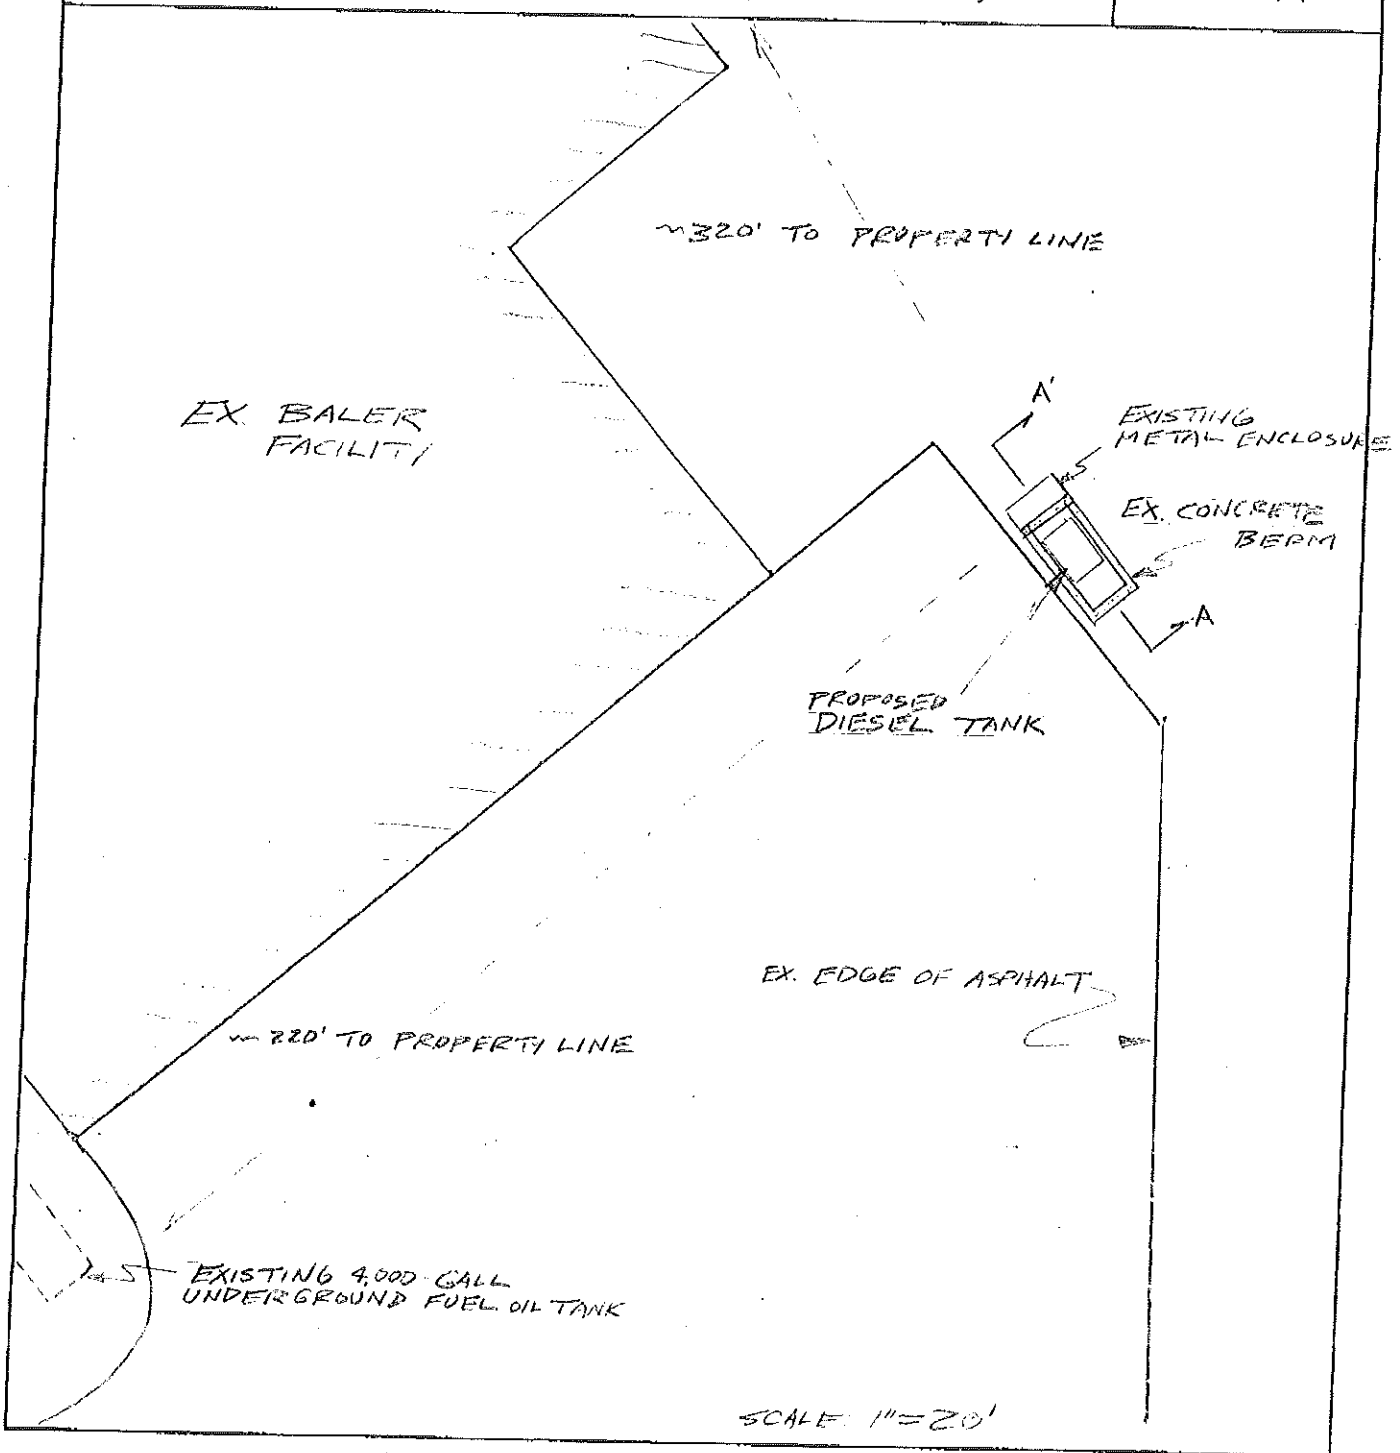 ~320' TO PROPERTY LINE
EX. BALER
FACILITY
A'
EXISTING
METAL ENCLOSURE
EX. CONCRETE
BERM
A
PROPOSED
DIESEL TANK
EX. EDGE OF ASPHALT
~220' TO PROPERTY LINE
EXISTING 4,000 GALL
UNDERGROUND FUEL OIL TANK
SCALE: 1"=20'